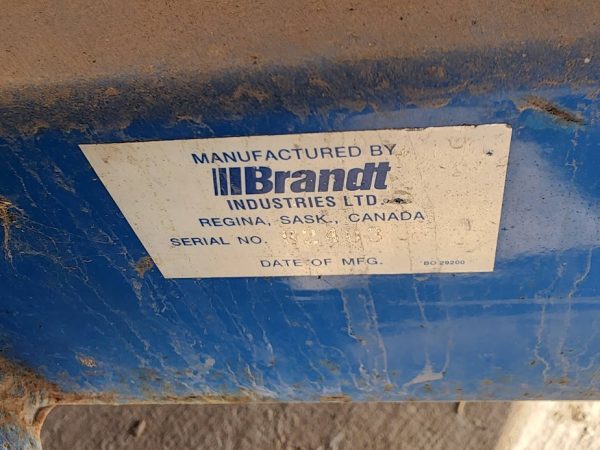 MANUFACTURED BY
Brandt
INDUSTRIES LTD.
REGINA, SASK., CANADA
SERIAL NO.
DATE OF MFG.
BO 29200